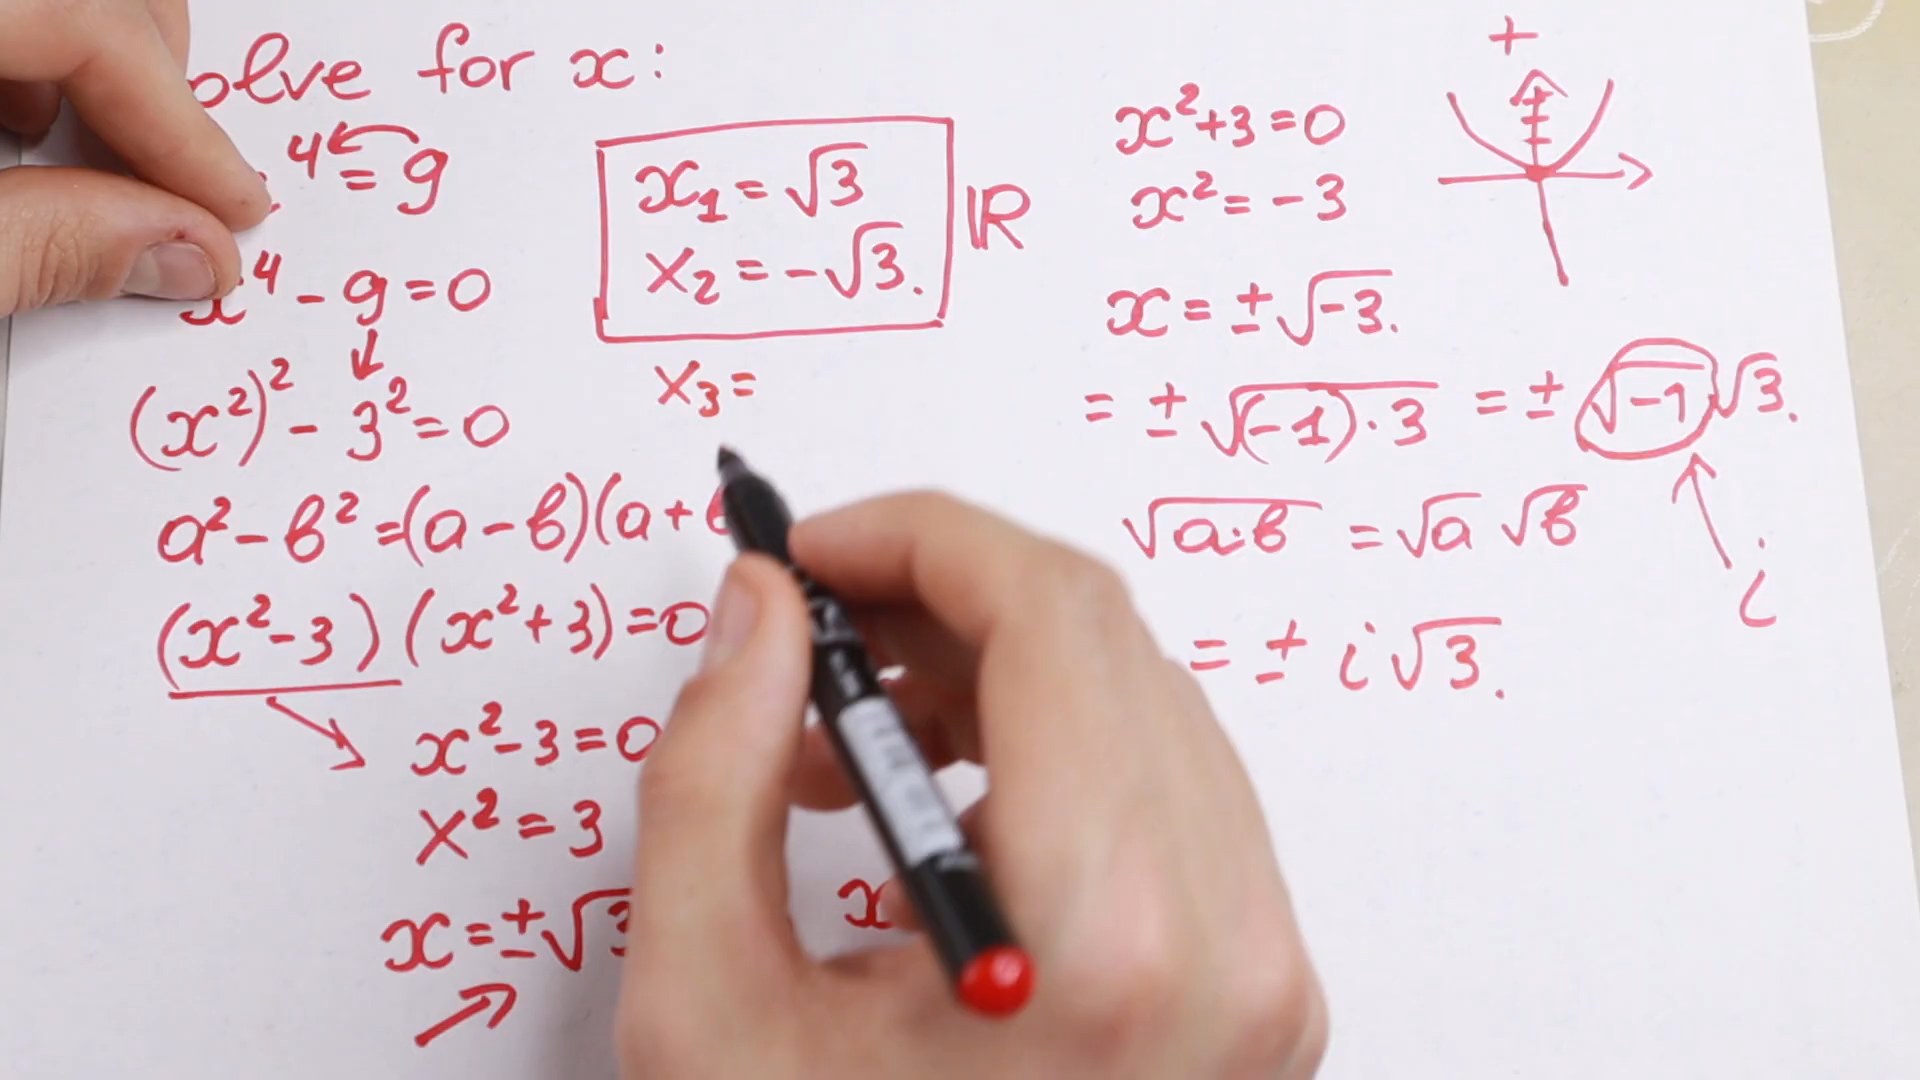 olve for x:
⁴ = 9
x⁴ - 9 = 0
(x²)² - 3² = 0
a² - b² = (a - b)(a +
(x² - 3) (x² + 3) = 0
x² - 3 = 0
x² = 3
x = ±√3
x
x₁ = √3
x₂ = -√3.
ℝ
x₃ =
x² + 3 = 0
x² = -3
x = ±√-3.
= ±√(-1)·3 = ±√-1 √3.
√a·b = √a √b
i
= ± i√3.
+